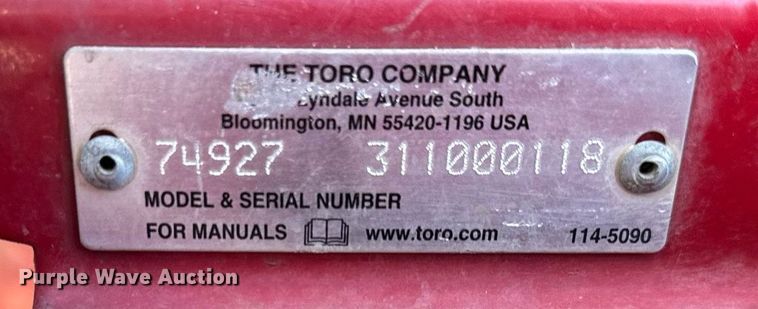 THE TORO COMPANY
Lyndale Avenue South
Bloomington, MN 55420-1196 USA
74927 311000118
MODEL & SERIAL NUMBER
FOR MANUALS www.toro.com 114-5090
Purple Wave Auction